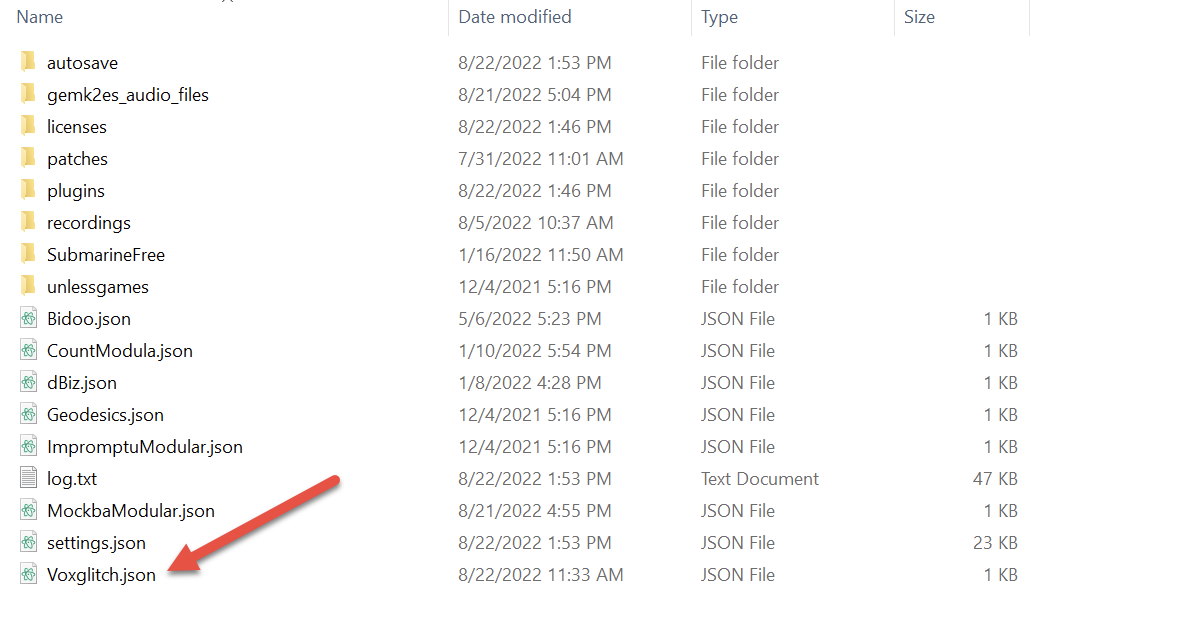 Name Date modified Type Size
autosave 8/22/2022 1:53 PM File folder
gemk2es_audio_files 8/21/2022 5:04 PM File folder
licenses 8/22/2022 1:46 PM File folder
patches 7/31/2022 11:01 AM File folder
plugins 8/22/2022 1:46 PM File folder
recordings 8/5/2022 10:37 AM File folder
SubmarineFree 1/16/2022 11:50 AM File folder
unlessgames 12/4/2021 5:16 PM File folder
Bidoo.json 5/6/2022 5:23 PM JSON File 1 KB
CountModula.json 1/10/2022 5:54 PM JSON File 1 KB
dBiz.json 1/8/2022 4:28 PM JSON File 1 KB
Geodesics.json 12/4/2021 5:16 PM JSON File 1 KB
ImpromptuModular.json 12/4/2021 5:16 PM JSON File 1 KB
log.txt 8/22/2022 1:53 PM Text Document 47 KB
MockbaModular.json 8/21/2022 4:55 PM JSON File 1 KB
settings.json 8/22/2022 1:53 PM JSON File 23 KB
Voxglitch.json 8/22/2022 11:33 AM JSON File 1 KB